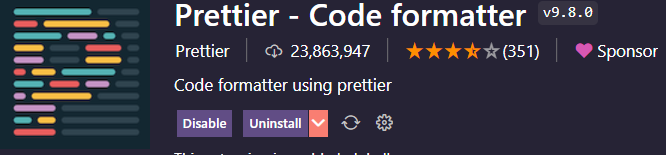 Prettier - Code formatter v9.8.0
Prettier 23,863,947 (351) Sponsor
Code formatter using prettier
Disable Uninstall